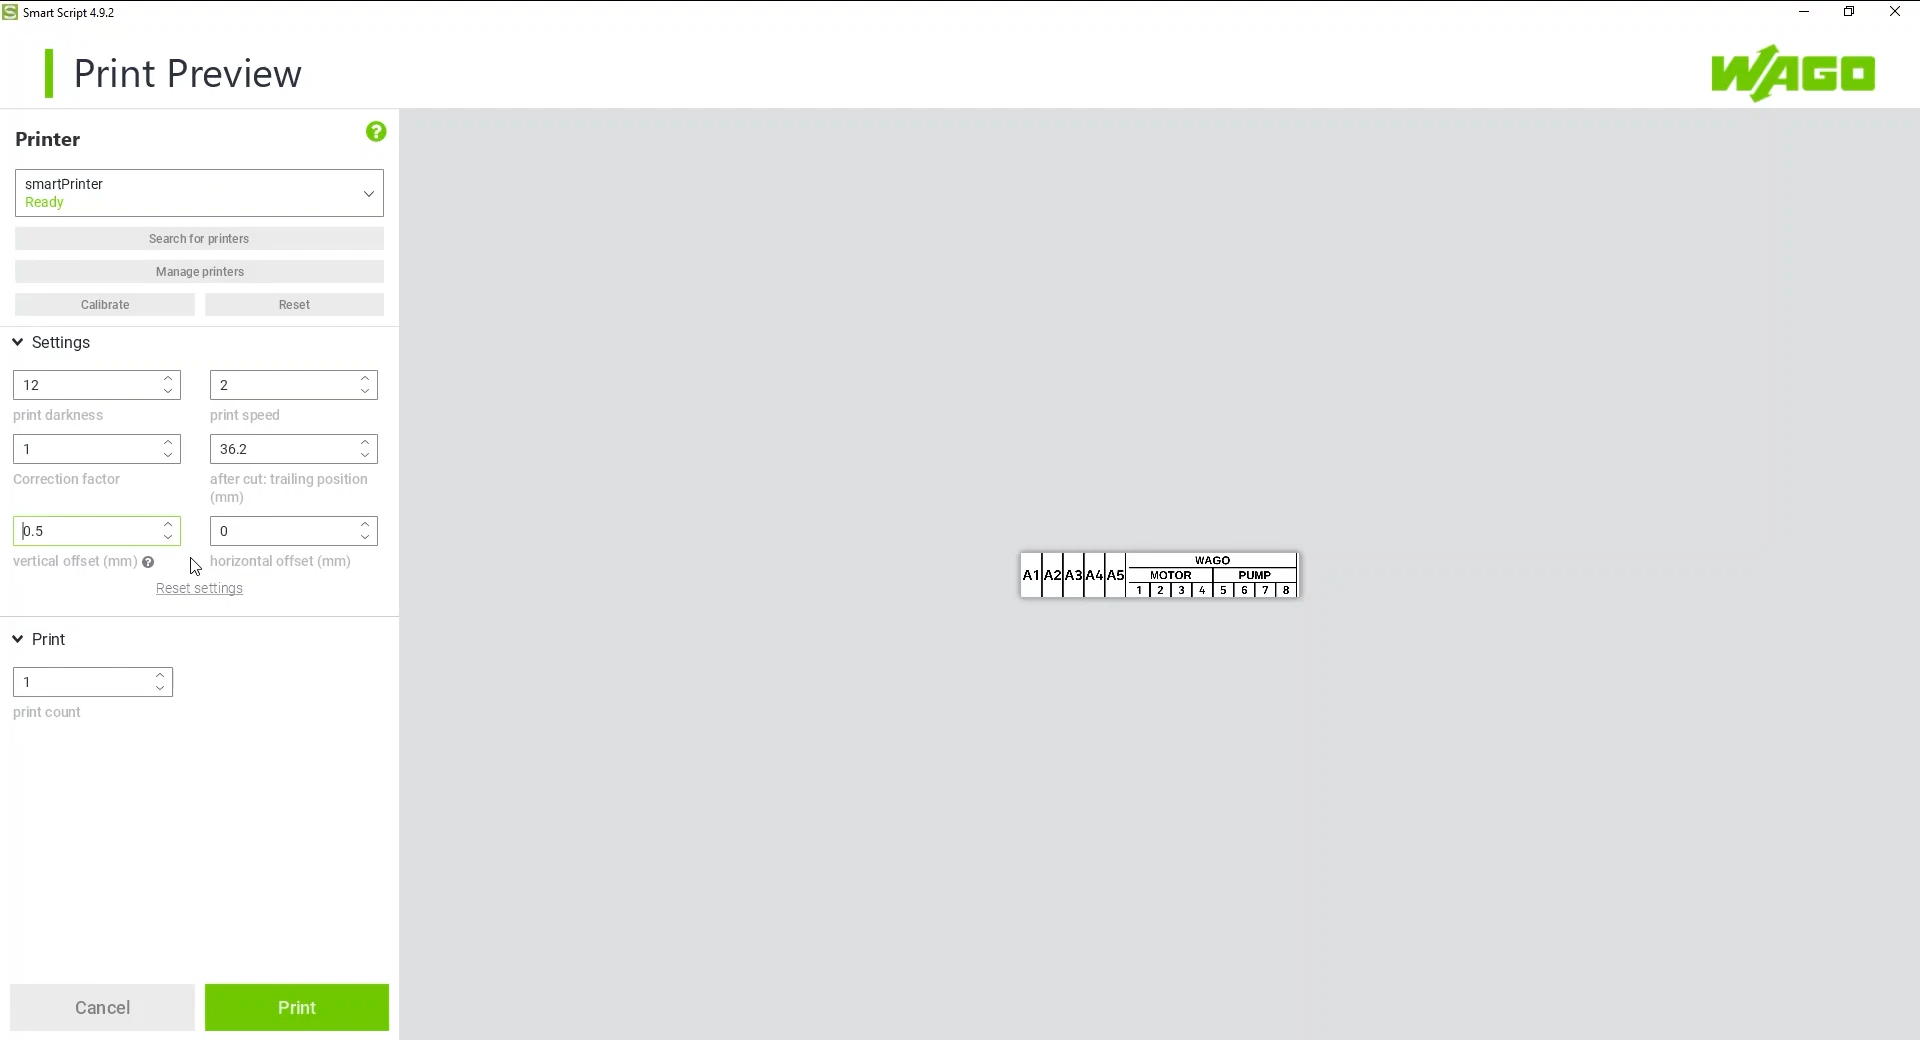 Smart Script 4.9.2
Print Preview
WAGO
Printer
smartPrinter
Ready
Search for printers
Manage printers
Calibrate
Reset
Settings
12
2
print darkness
print speed
1
36.2
Correction factor
after cut: trailing position
(mm)
0.5
0
vertical offset (mm)
horizontal offset (mm)
Reset settings
Print
1
print count
Cancel
Print
A1 A2 A3 A4 A5
WAGO
MOTOR PUMP
1 2 3 4 5 6 7 8